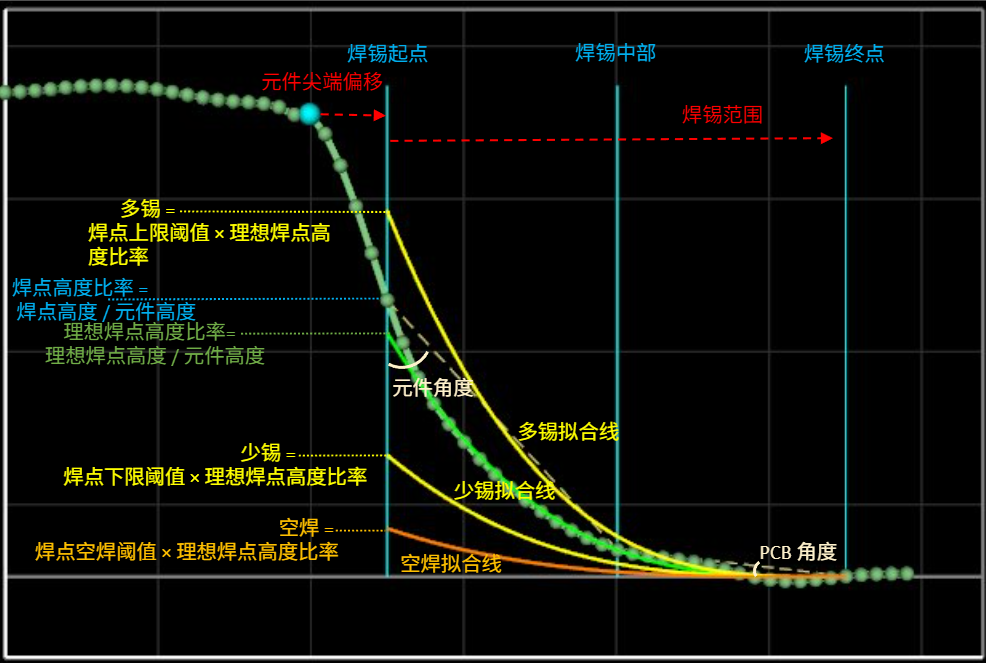 焊锡起点
焊锡中部
焊锡终点
元件尖端偏移
焊锡范围
多锡 =
焊点上限阈值 × 理想焊点高
度比率
焊点高度比率 =
焊点高度 / 元件高度
理想焊点高度比率=
理想焊点高度 / 元件高度
元件角度
多锡拟合线
少锡 =
焊点下限阈值 × 理想焊点高度比率
少锡拟合线
空焊 =
焊点空焊阈值 × 理想焊点高度比率
空焊拟合线
PCB 角度